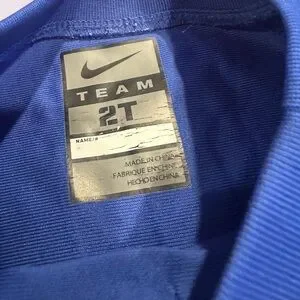 TEAM
2T
NAME/#
MADE IN CHINA
FABRIQUE EN CHINE
HECHO EN CHINA